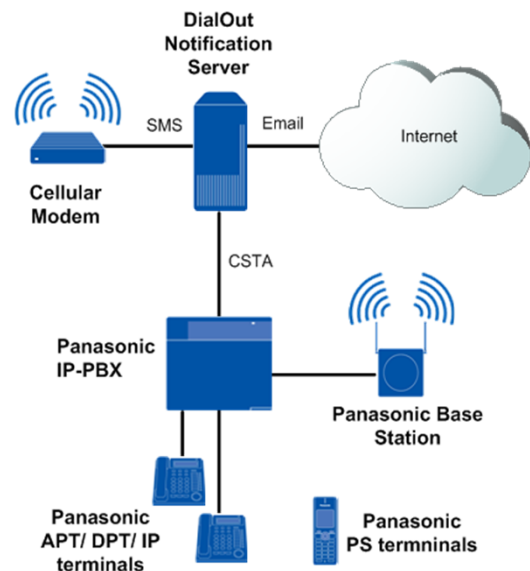 DialOut
Notification
Server
SMS
Email
Internet
Cellular
Modem
CSTA
Panasonic
IP-PBX
Panasonic Base
Station
Panasonic
APT/ DPT/ IP
terminals
Panasonic
PS termninals